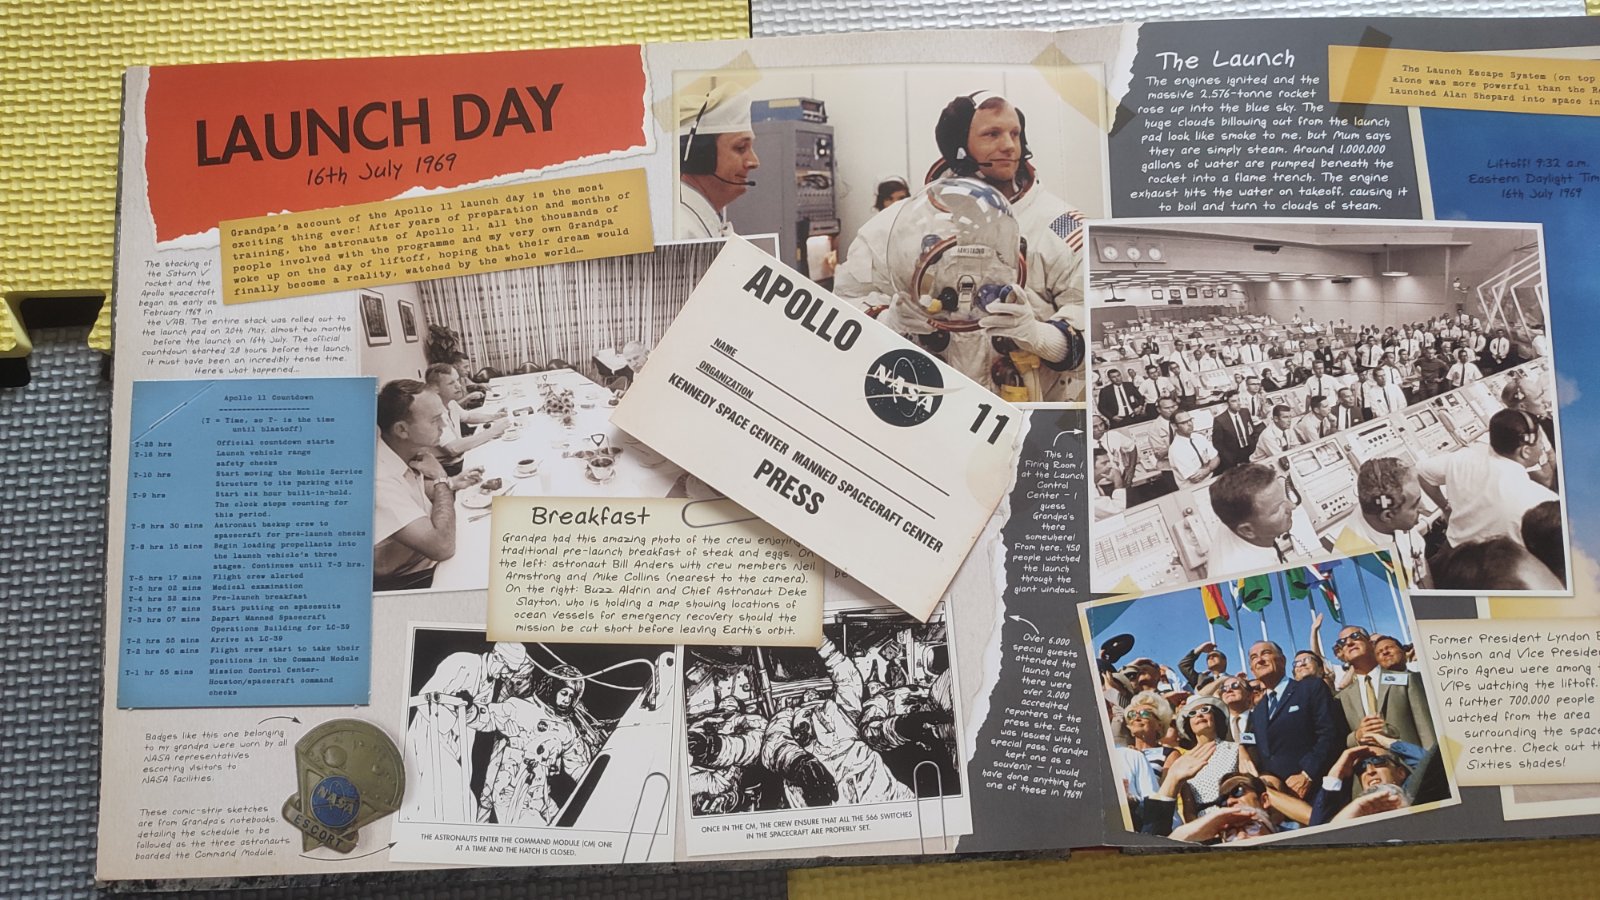 LAUNCH DAY
16th July 1969
Grandpa's account of the Apollo 11 launch day is the most
exciting thing ever! After years of preparation and months of
training, the astronauts of Apollo 11, all the thousands of
people involved with the programme and my very own Grandpa
woke up on the day of liftoff, hoping that their dream would
finally become a reality, watched by the whole world...
The stacking of
the Saturn V
rocket and the
Apollo spacecraft
began as early as
February 1969 in
the VAB. The entire stack was rolled out to
the launch pad on 20th May, almost two months
before the launch on 16th July. The official
countdown started 28 hours before the launch.
It must have been an incredibly tense time.
Here's what happened...
Apollo 11 Countdown
(T = Time, so T- is the time
until blastoff)
T-28 hrs Official countdown starts
T-16 hrs Launch vehicle range
safety checks
T-10 hrs Start moving the Mobile Service
Structure to its parking site
T-9 hrs Start six hour built-in-hold.
The clock stops counting for
this period.
T-8 hrs 30 mins Astronaut backup crew to
spacecraft for pre-launch checks
T-8 hrs 15 mins Begin loading propellants into
the launch vehicle's three
stages. Continues until T-3 hrs.
T-5 hrs 17 mins Flight crew alerted
T-5 hrs 02 mins Medical examination
T-4 hrs 32 mins Pre-launch breakfast
T-3 hrs 57 mins Start putting on spacesuits
T-3 hrs 07 mins Depart Manned Spacecraft
Operations Building for LC-39
T-2 hrs 55 mins Arrive at LC-39
T-2 hrs 40 mins Flight crew start to take their
positions in the Command Module
T-1 hr 55 mins Mission Control Center-
Houston/spacecraft command
checks
Badges like this one belonging
to my grandpa were worn by all
NASA representatives
escorting visitors to
NASA facilities.
NASA
ESCORT
These comic-strip sketches
are from Grandpa's notebooks,
detailing the schedule to be
followed as the three astronauts
boarded the Command Module.
Breakfast
Grandpa had this amazing photo of the crew enjoying
traditional pre-launch breakfast of steak and eggs. On
the left: astronaut Bill Anders with crew members Neil
Armstrong and Mike Collins (nearest to the camera).
On the right: Buzz Aldrin and Chief Astronaut Deke
Slayton, who is holding a map showing locations of
ocean vessels for emergency recovery should the
mission be cut short before leaving Earth's orbit.
be
THE ASTRONAUTS ENTER THE COMMAND MODULE (CM) ONE
AT A TIME AND THE HATCH IS CLOSED.
ONCE IN THE CM, THE CREW ENSURE THAT ALL THE 566 SWITCHES
IN THE SPACECRAFT ARE PROPERLY SET.
ARMSTRONG
APOLLO
NASA
11
NAME
ORGANIZATION
KENNEDY SPACE CENTER MANNED SPACECRAFT CENTER
PRESS
The Launch
The engines ignited and the
massive 2,576-tonne rocket
rose up into the blue sky. The
huge clouds billowing out from the launch
pad look like smoke to me, but Mum says
they are simply steam. Around 1,000,000
gallons of water are pumped beneath the
rocket into a flame trench. The engine
exhaust hits the water on takeoff, causing it
to boil and turn to clouds of steam.
The Launch Escape System (on top
alone was more powerful than the
launched Alan Shepard into space in
Liftoff! 9:32 a.m.
Eastern Daylight Tim
16th July 1969
This is
Firing Room 1
at the Launch
Control
Center - I
guess
Grandpa's
there
somewhere!
From here, 450
people watched
the launch
through the
giant windows.
Over 6,000
special guests
attended the
launch and
there were
over 2,000
accredited
reporters at the
press site. Each
was issued with a
special pass. Grandpa
kept one as a
souvenir - I would
have done anything for
one of these in 1969!
Former President Lyndon B
Johnson and Vice President
Spiro Agnew were among
VIPs watching the liftoff.
A further 700,000 people
watched from the area
surrounding the space
centre. Check out th
Sixties shades!